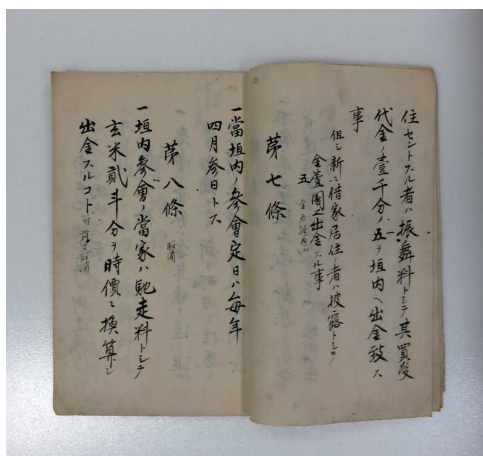 住セントスル者ハ振舞料トシテ其買受
代金ノ壹千分ノ五ヲ垣内ヘ出金致ス
事
但シ新ニ借家居住ノ者ハ披露トシテ
金壹圓ヲ出金スル事
五
第七條
一當垣内ノ參會定日ハ毎年
四月參日トス
第八條 取消
一垣内參會ノ當家ハ馳走料トシテ
玄米貳斗分ヲ時價ニ換算シ
出金スルコト